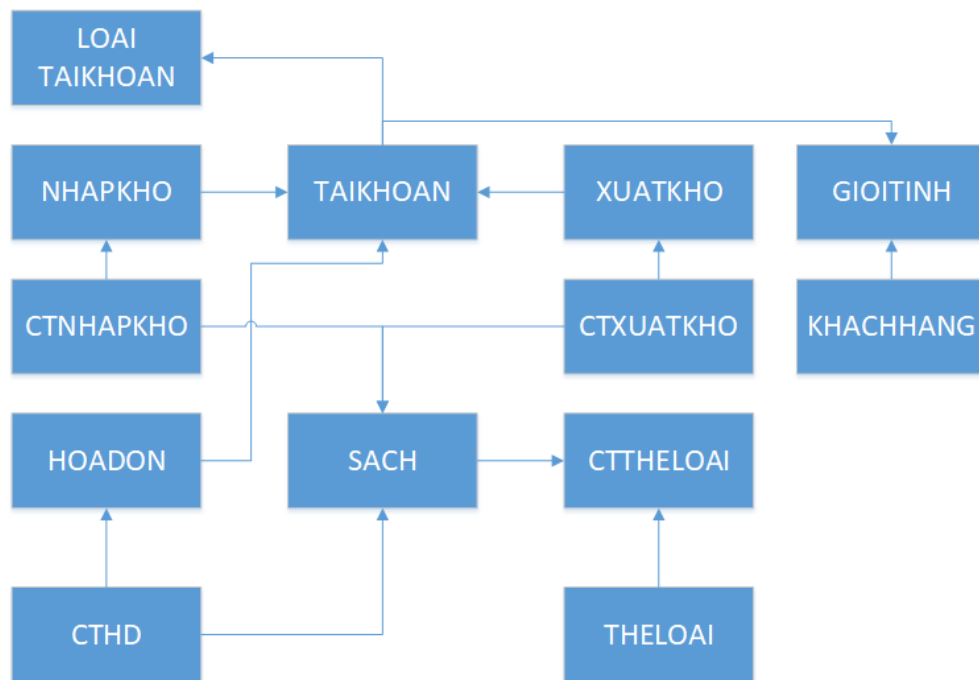 LOAI
TAIKHOAN
NHAPKHO
TAIKHOAN
XUATKHO
GIOITINH
CTNHAPKHO
CTXUATKHO
KHACHHANG
HOADON
SACH
CTTHELOAI
CTHD
THELOAI